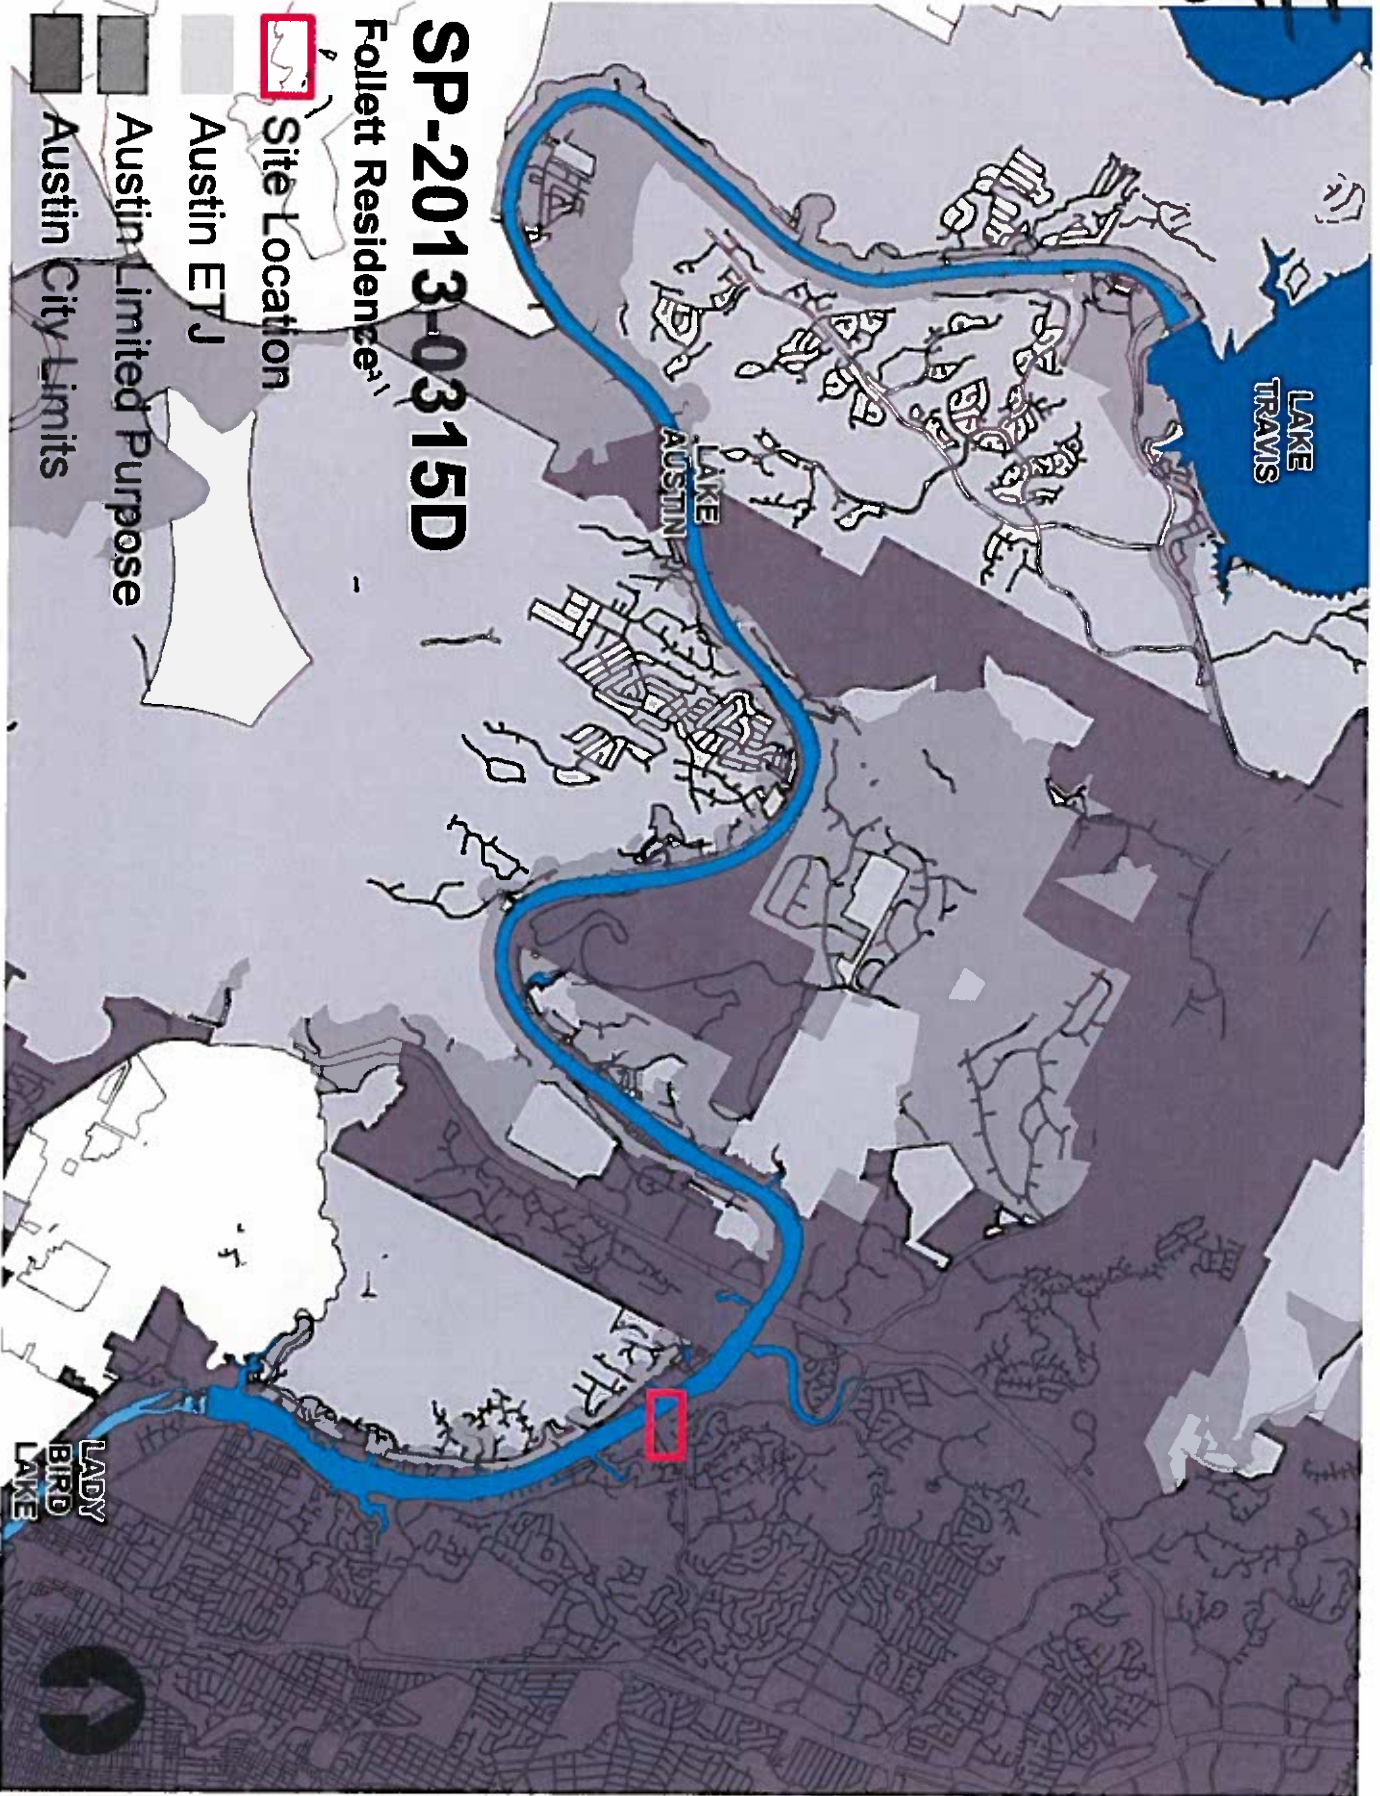 LAKE
TRAVIS
LAKE
AUSTIN
SP-2013-0315D
Follett Residence
Site Location
Austin ETJ
Austin Limited Purpose
Austin City Limits
LADY
BIRD
LAKE